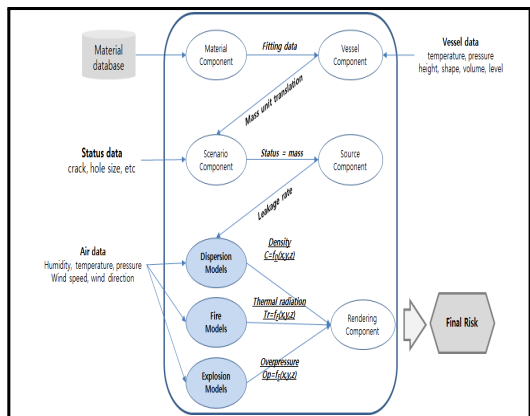 Material
database
Material
Component
Fitting data
Vessel
Component
Vessel data
temperature, pressure
height, shape, volume, level
Mass unit translation
Status data
crack, hole size, etc
Scenario
Component
Status = mass
Source
Component
Leakage rate
Air data
Humidity, temperature, pressure
Wind speed, wind direction
Dispersion
Models
Density
C=fD(x,y,z)
Fire
Models
Thermal radiation
Tr=fF(x,y,z)
Rendering
Component
Final Risk
Explosion
Models
Overpressure
Op=fE(x,y,z)